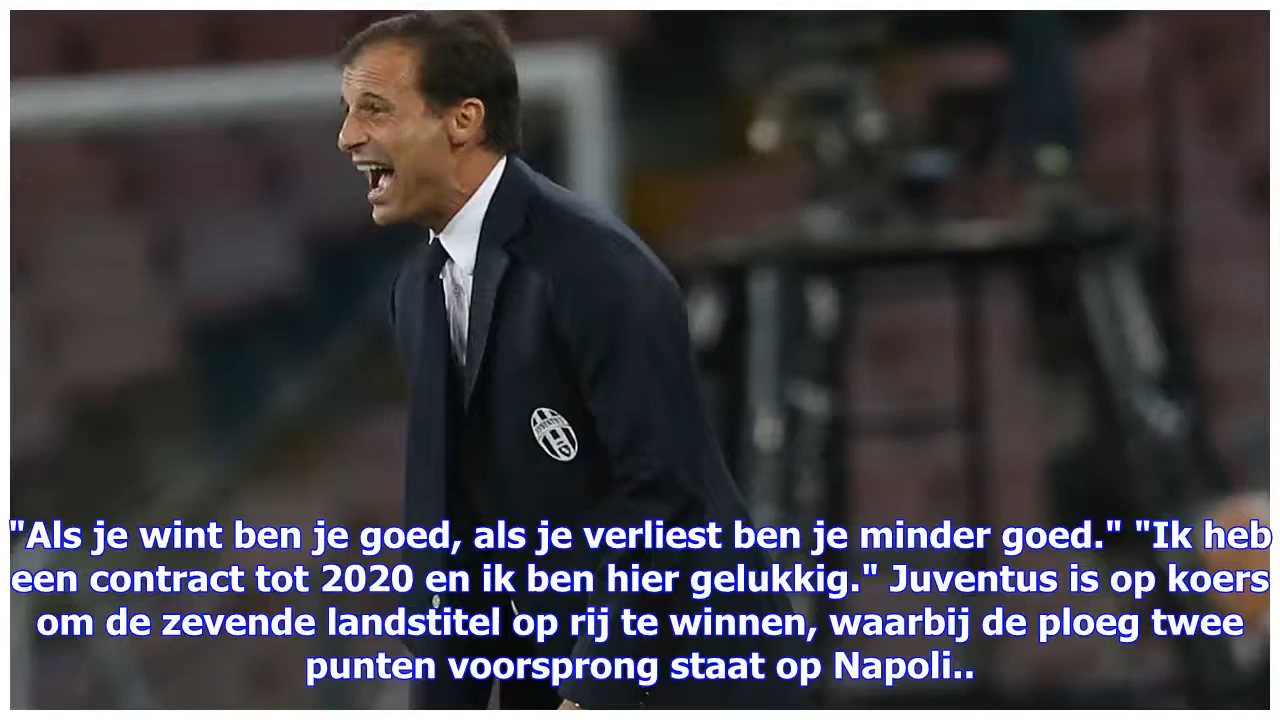 JUVENTUS
"Als je wint ben je goed, als je verliest ben je minder goed." "Ik heb
een contract tot 2020 en ik ben hier gelukkig." Juventus is op koers
om de zevende landstitel op rij te winnen, waarbij de ploeg twee
punten voorsprong staat op Napoli..